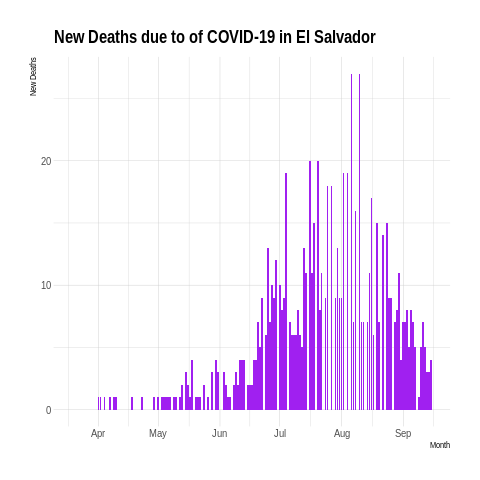 New Deaths due to of COVID-19 in El Salvador
New Deaths
20
10
0
Apr May Jun Jul Aug Sep
Month